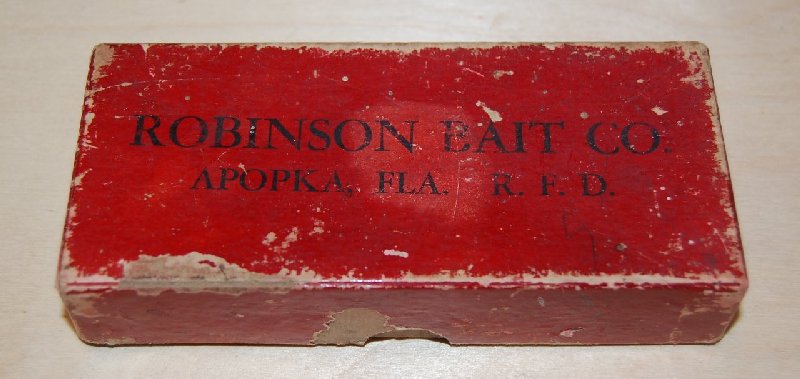 ROBINSON BAIT CO.
APOPKA, FLA. R. F. D.